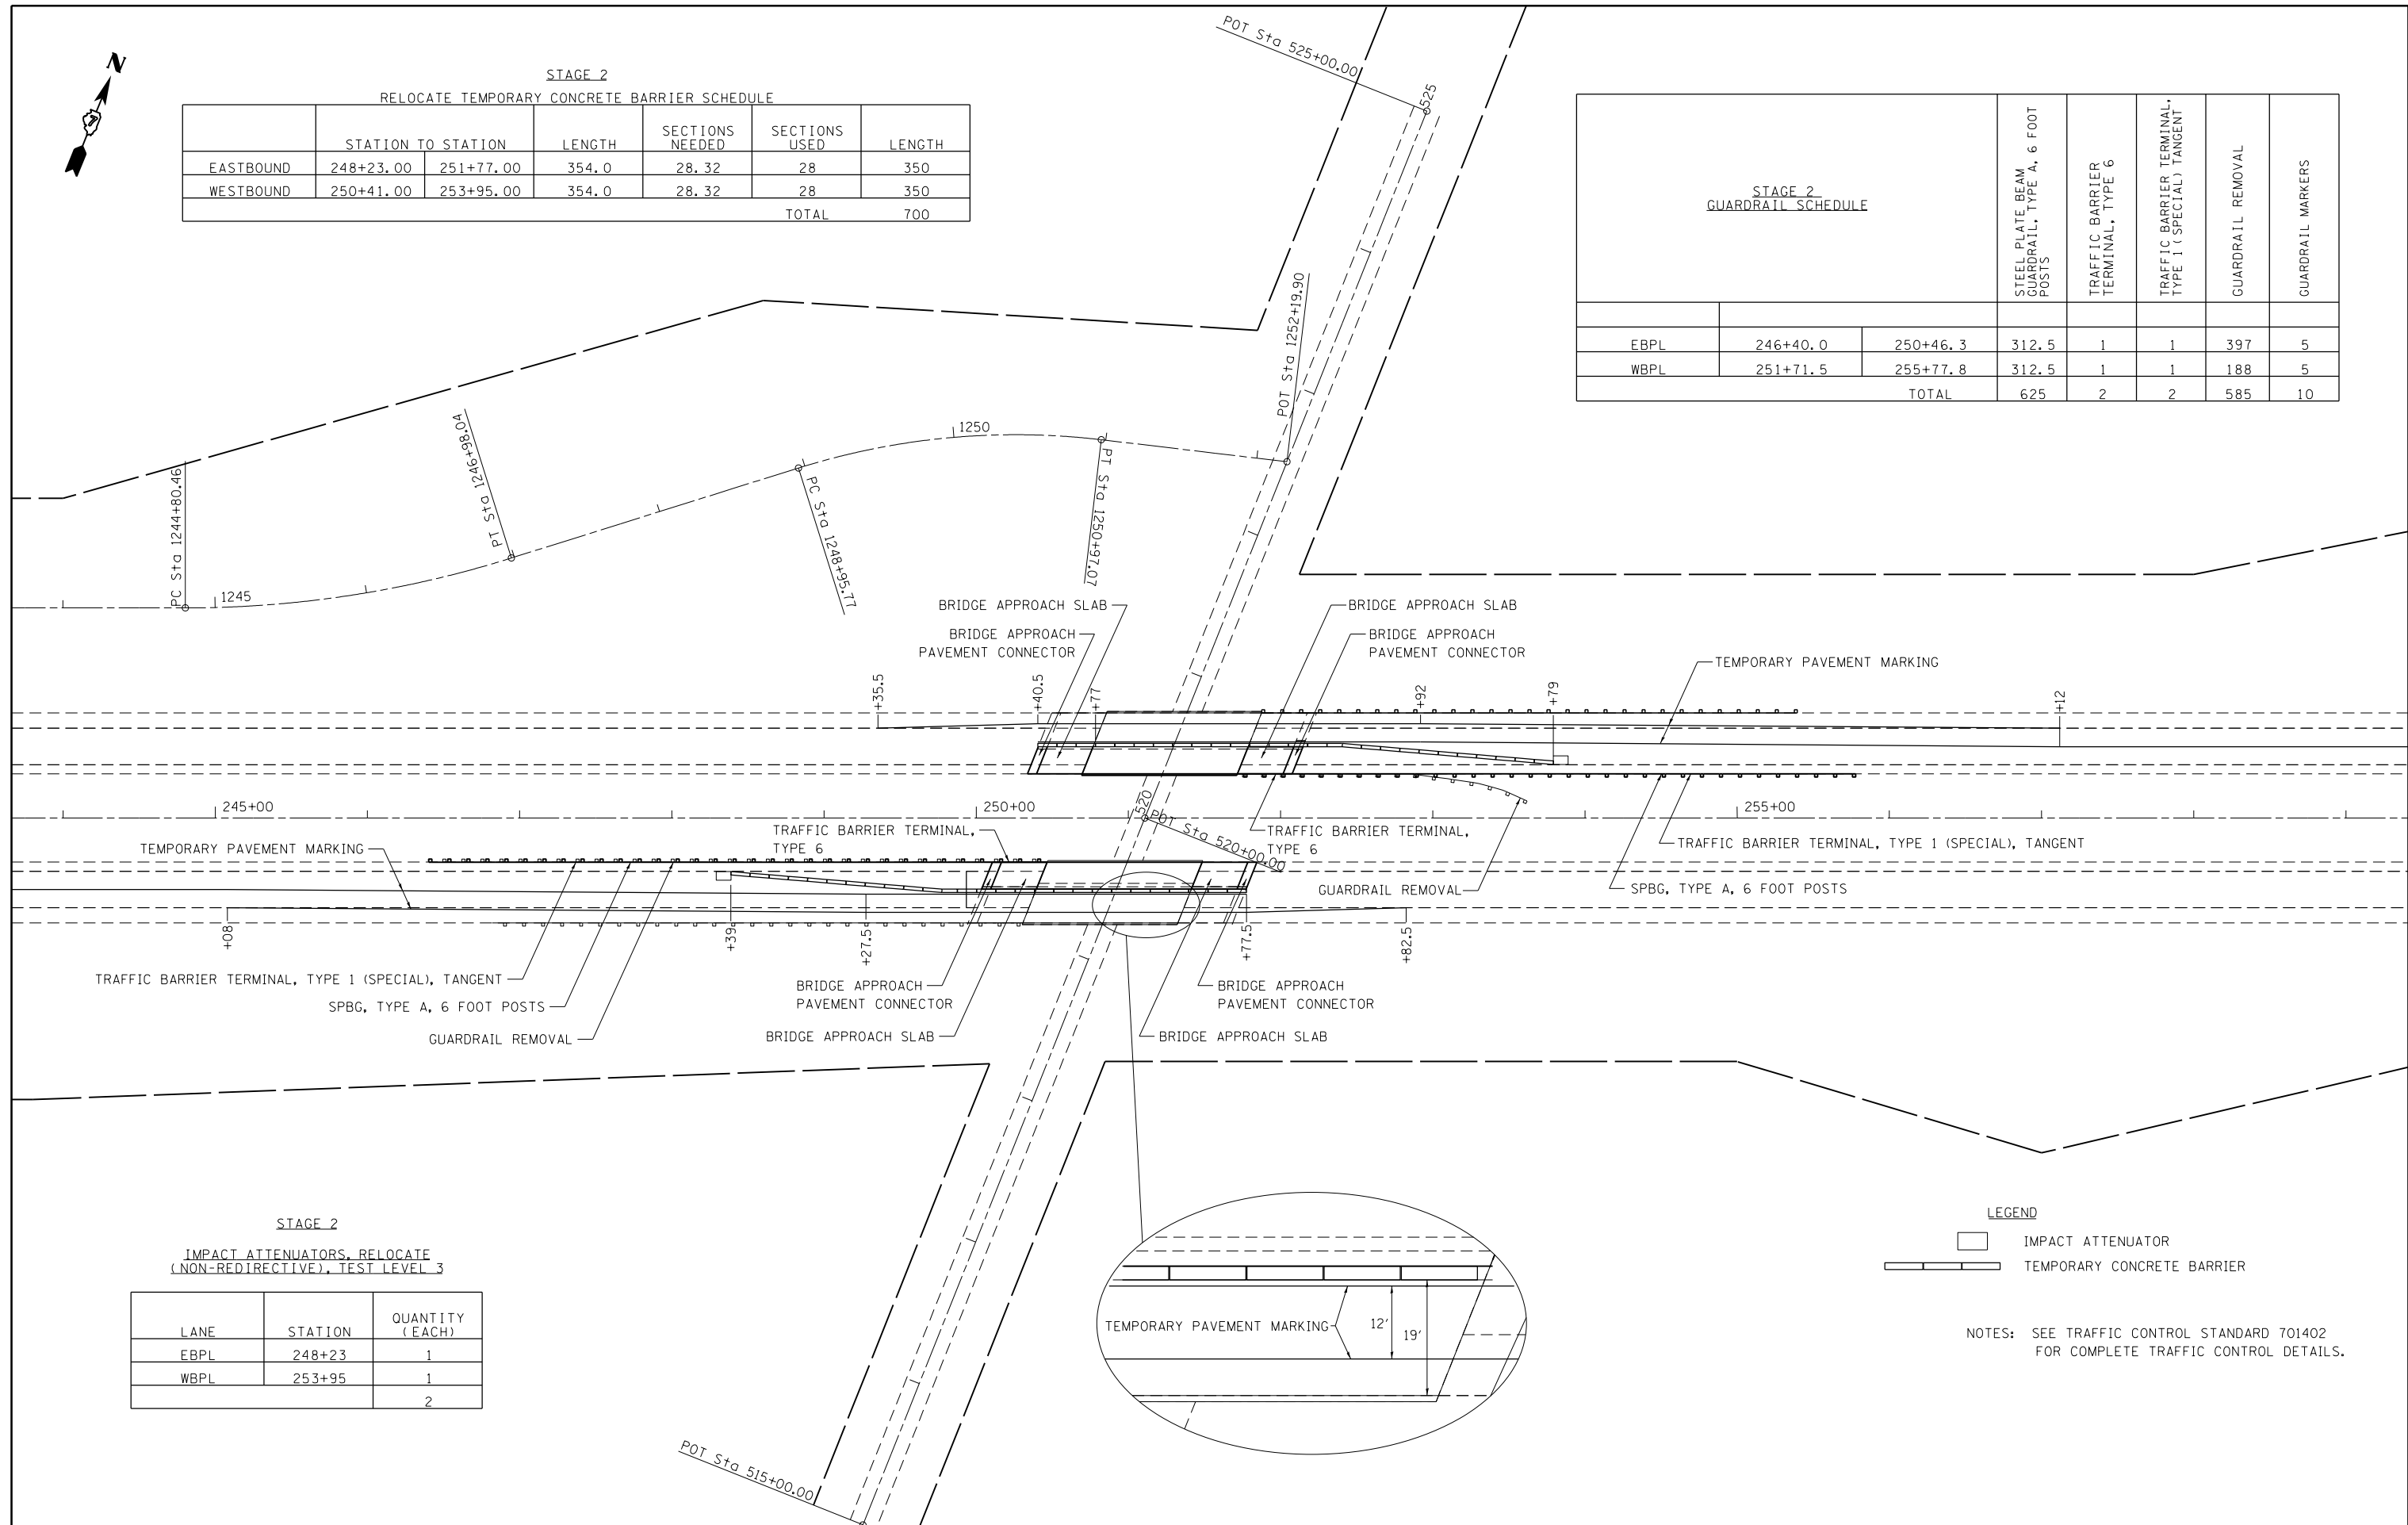 N
STAGE 2
RELOCATE TEMPORARY CONCRETE BARRIER SCHEDULE
STATION TO STATION LENGTH SECTIONS NEEDED SECTIONS USED LENGTH
EASTBOUND 248+23.00 251+77.00 354.0 28.32 28 350
WESTBOUND 250+41.00 253+95.00 354.0 28.32 28 350
TOTAL 700
POT Sta 525+00.00
525
STAGE 2
GUARDRAIL SCHEDULE
STEEL PLATE BEAM
GUARDRAIL, TYPE A, 6 FOOT
POSTS
TRAFFIC BARRIER
TERMINAL, TYPE 6
TRAFFIC BARRIER TERMINAL,
TYPE 1 (SPECIAL) TANGENT
GUARDRAIL REMOVAL
GUARDRAIL MARKERS
EBPL 246+40.0 250+46.3 312.5 1 1 397 5
WBPL 251+71.5 255+77.8 312.5 1 1 188 5
TOTAL 625 2 2 585 10
POT Sta 1252+19.90
PC Sta 1244+80.46
PT Sta 1246+98.04
PC Sta 1248+95.77
PT Sta 1250+97.07
1245
1250
BRIDGE APPROACH SLAB
BRIDGE APPROACH
PAVEMENT CONNECTOR
BRIDGE APPROACH SLAB
BRIDGE APPROACH
PAVEMENT CONNECTOR
TEMPORARY PAVEMENT MARKING
+35.5
+40.5
+77
+92
+79
+12
245+00
250+00
255+00
520
POT Sta 520+00.00
TRAFFIC BARRIER TERMINAL,
TYPE 6
TRAFFIC BARRIER TERMINAL,
TYPE 6
TRAFFIC BARRIER TERMINAL, TYPE 1 (SPECIAL), TANGENT
TEMPORARY PAVEMENT MARKING
GUARDRAIL REMOVAL
SPBG, TYPE A, 6 FOOT POSTS
+08
+39
+27.5
+77.5
+82.5
TRAFFIC BARRIER TERMINAL, TYPE 1 (SPECIAL), TANGENT
SPBG, TYPE A, 6 FOOT POSTS
GUARDRAIL REMOVAL
BRIDGE APPROACH
PAVEMENT CONNECTOR
BRIDGE APPROACH SLAB
BRIDGE APPROACH
PAVEMENT CONNECTOR
BRIDGE APPROACH SLAB
STAGE 2
IMPACT ATTENUATORS, RELOCATE
(NON-REDIRECTIVE), TEST LEVEL 3
LANE STATION QUANTITY (EACH)
EBPL 248+23 1
WBPL 253+95 1
2
TEMPORARY PAVEMENT MARKING
12'
19'
POT Sta 515+00.00
LEGEND
IMPACT ATTENUATOR
TEMPORARY CONCRETE BARRIER
NOTES: SEE TRAFFIC CONTROL STANDARD 701402
FOR COMPLETE TRAFFIC CONTROL DETAILS.